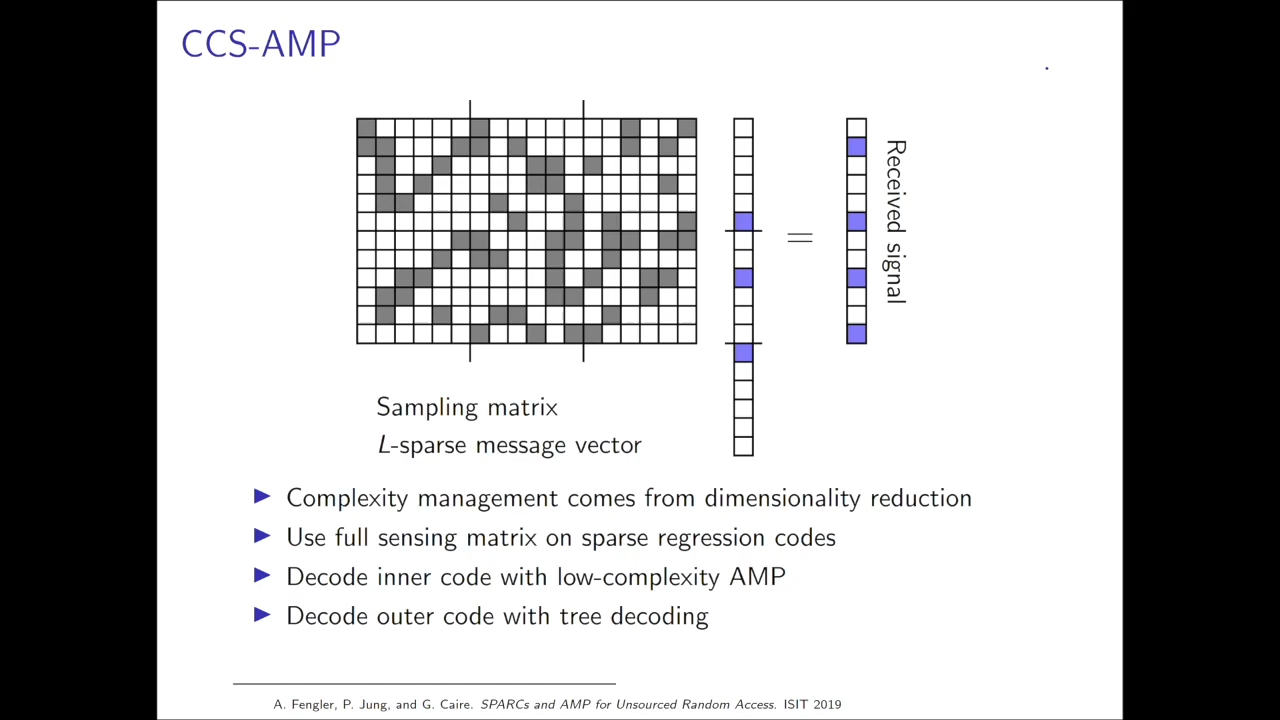 CCS-AMP
=
Received signal
Sampling matrix
L-sparse message vector
Complexity management comes from dimensionality reduction
Use full sensing matrix on sparse regression codes
Decode inner code with low-complexity AMP
Decode outer code with tree decoding
A. Fengler, P. Jung, and G. Caire. SPARCs and AMP for Unsourced Random Access. ISIT 2019